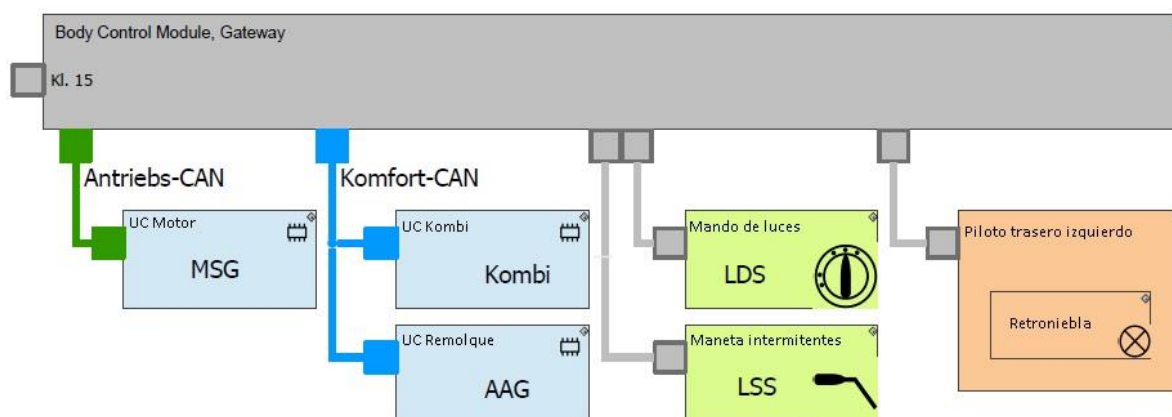 Body Control Module, Gateway
Kl. 15
Antriebs-CAN
Komfort-CAN
UC Motor
MSG
UC Kombi
Kombi
Mando de luces
LDS
Piloto trasero izquierdo
Retroniebla
UC Remolque
AAG
Maneta intermitentes
LSS